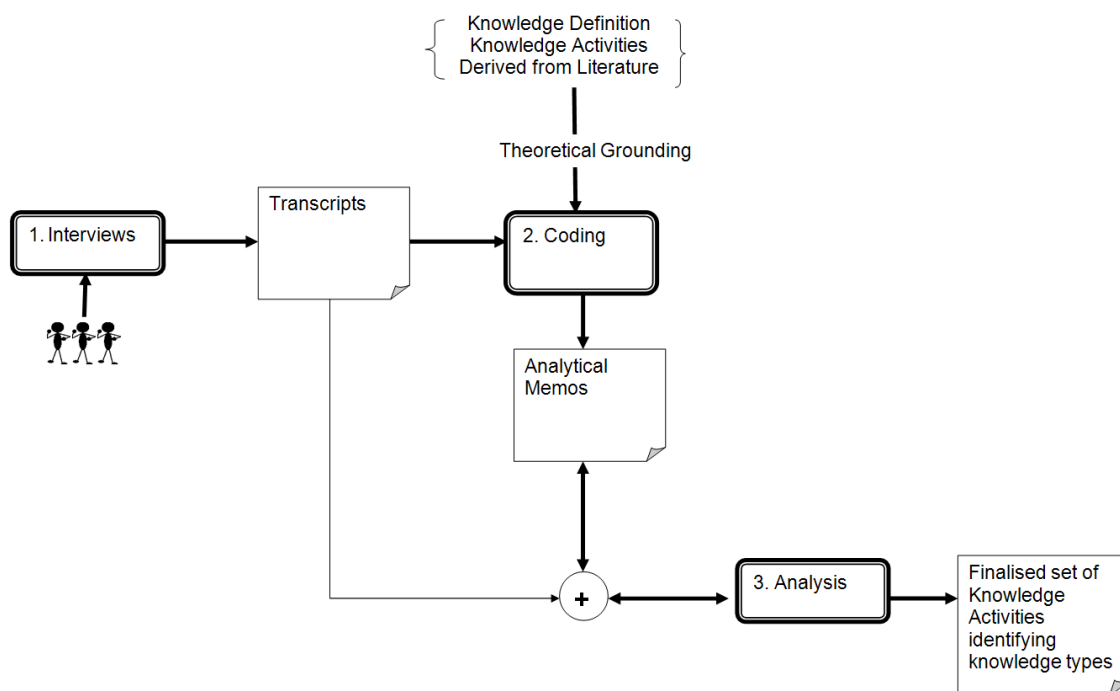 Knowledge Definition
Knowledge Activities
Derived from Literature
Theoretical Grounding
1. Interviews
Transcripts
2. Coding
Analytical
Memos
+
3. Analysis
Finalised set of
Knowledge
Activities
identifying
knowledge types